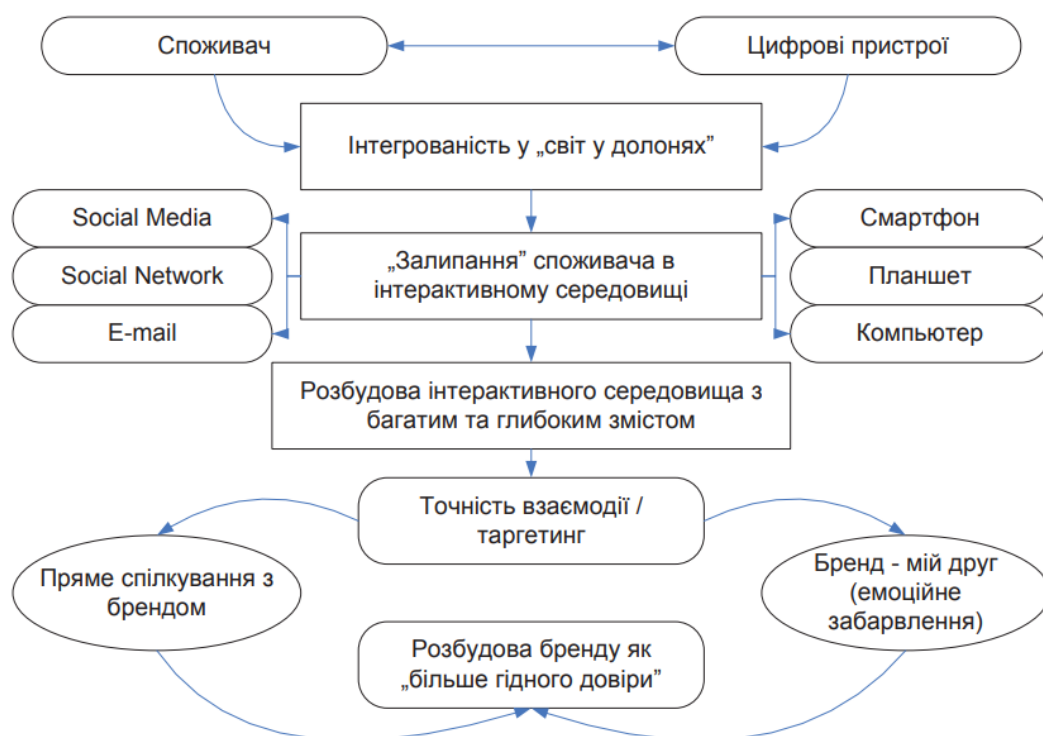 Споживач
Цифрові пристрої
Інтегрованість у „світ у долонях”
Social Media
Social Network
E-mail
„Залипання” споживача в
інтерактивному середовищі
Смартфон
Планшет
Компьютер
Розбудова інтерактивного середовища з
багатим та глибоким змістом
Точність взаємодії /
таргетинг
Пряме спілкування з
брендом
Бренд - мій друг
(емоційне
забарвлення)
Розбудова бренду як
„більше гідного довіри”